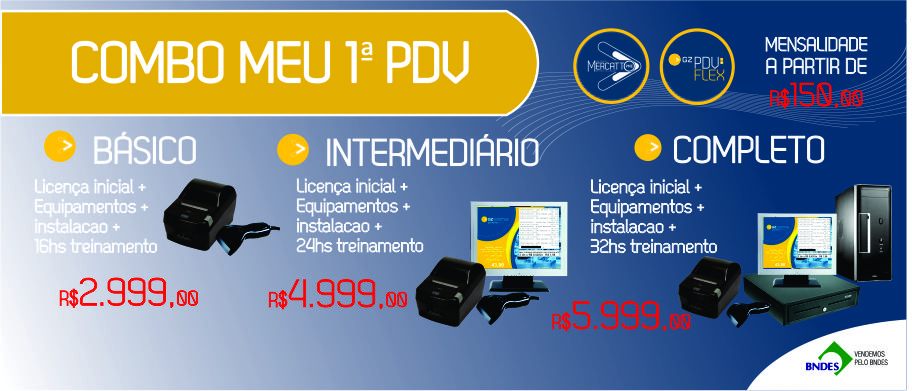 COMBO MEU 1ª PDV
MERCATTO
GZ PDV
FLEX
MENSALIDADE
A PARTIR DE
R$150,00
BÁSICO
Licença inicial +
Equipamentos +
instalacao +
16hs treinamento
R$2.999,00
INTERMEDIÁRIO
Licença inicial +
Equipamentos +
instalacao +
24hs treinamento
R$4.999,00
COMPLETO
Licença inicial +
Equipamentos +
instalacao +
32hs treinamento
R$5.999,00
BNDES
VENDEMOS
PELO BNDES